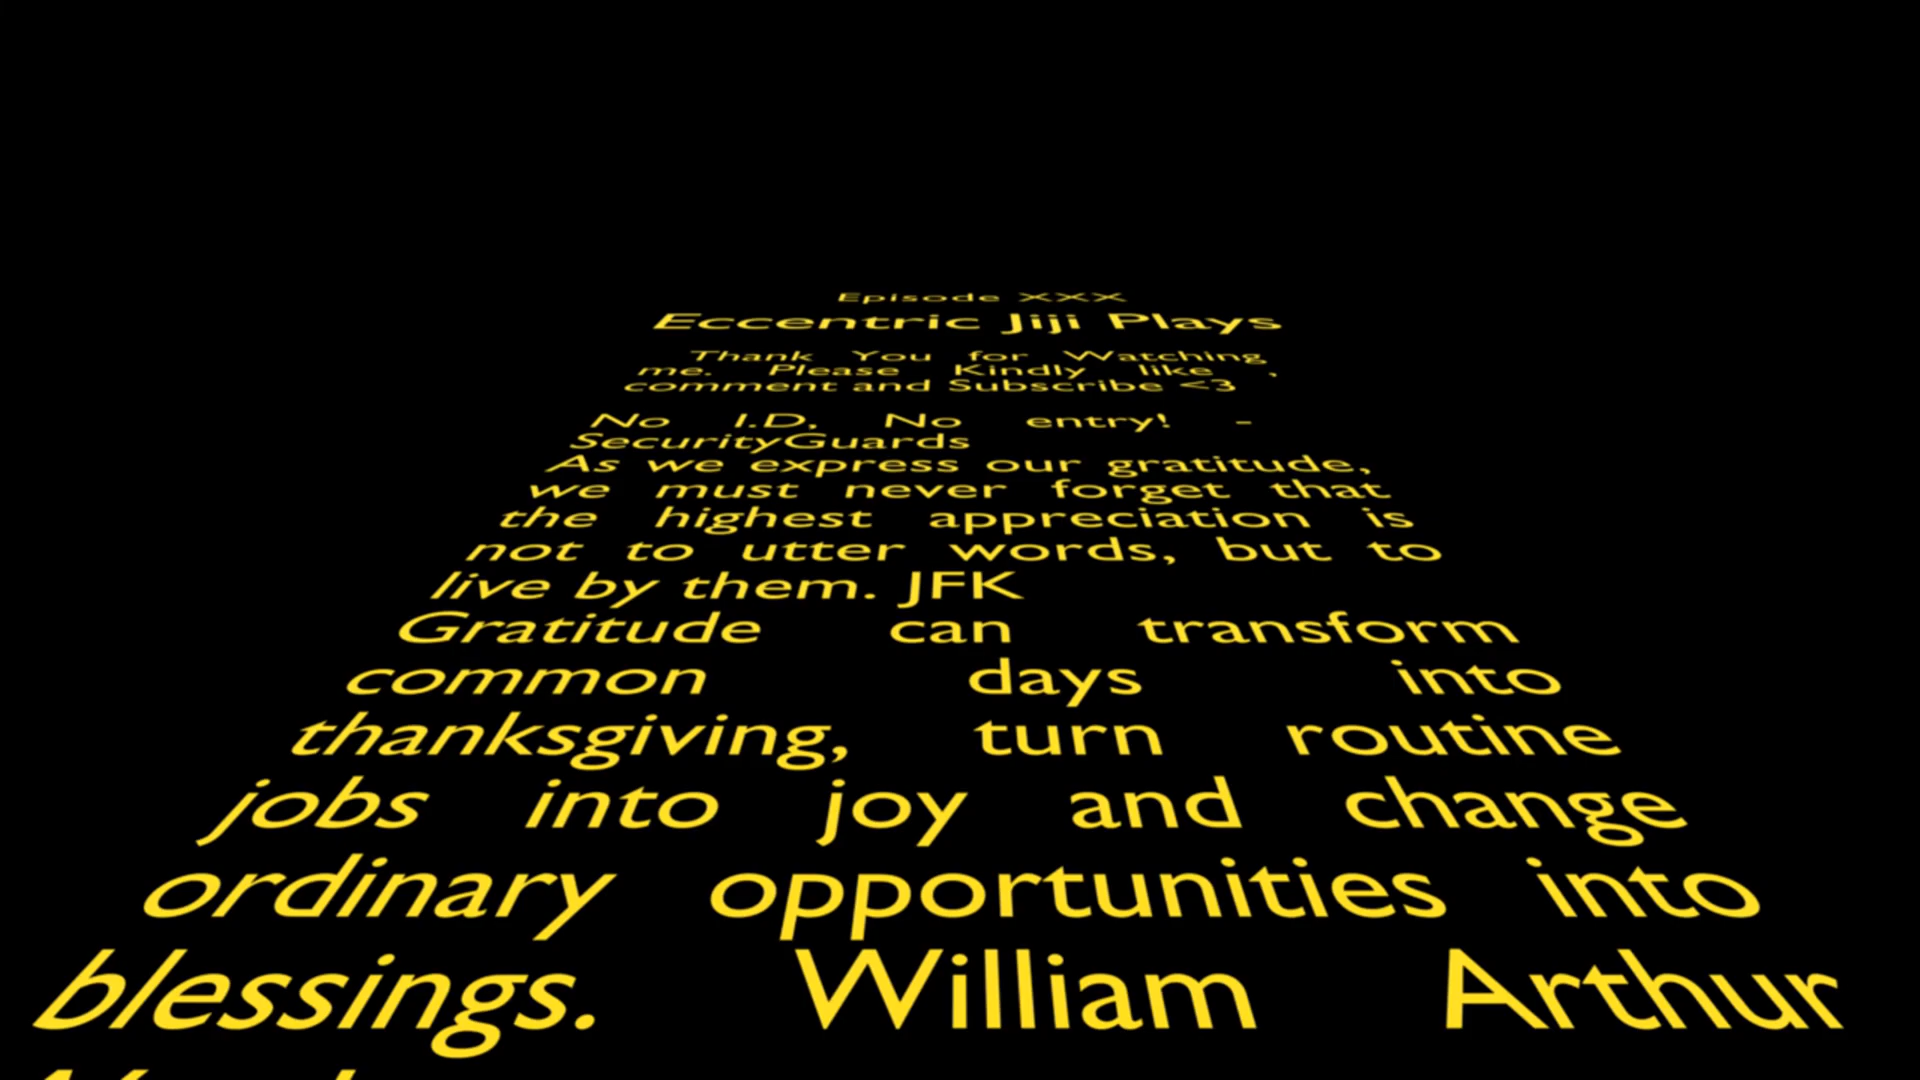 Episode XXX
Eccentric Jiji Plays
Thank You for Watching
me. Please Kindly like ,
comment and Subscribe <3
No I.D, No entry! -
SecurityGuards
As we express our gratitude,
we must never forget that
the highest appreciation is
not to utter words, but to
live by them. JFK
Gratitude can transform
common days into
thanksgiving, turn routine
jobs into joy and change
ordinary opportunities into
blessings. William Arthur